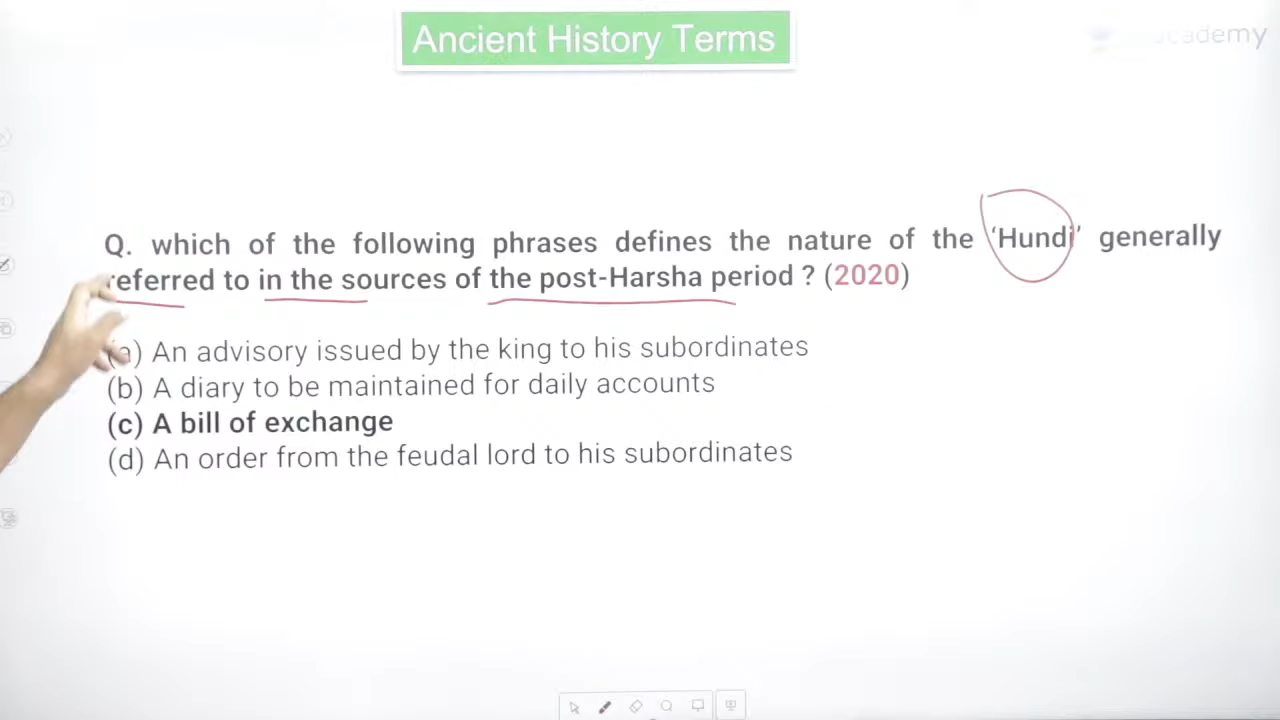 Ancient History Terms
academy
Q. which of the following phrases defines the nature of the ‘Hundi’ generally
referred to in the sources of the post-Harsha period ? (2020)
(a) An advisory issued by the king to his subordinates
(b) A diary to be maintained for daily accounts
(c) A bill of exchange
(d) An order from the feudal lord to his subordinates